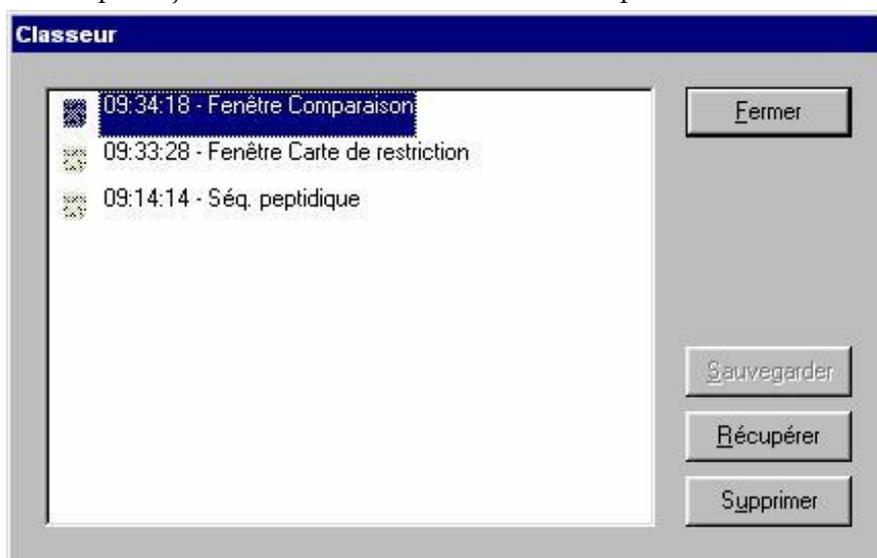 Classeur
09:34:18 - Fenêtre Comparaison
09:33:28 - Fenêtre Carte de restriction
09:14:14 - Séq. peptidique
Fermer
Sauvegarder
Récupérer
Supprimer